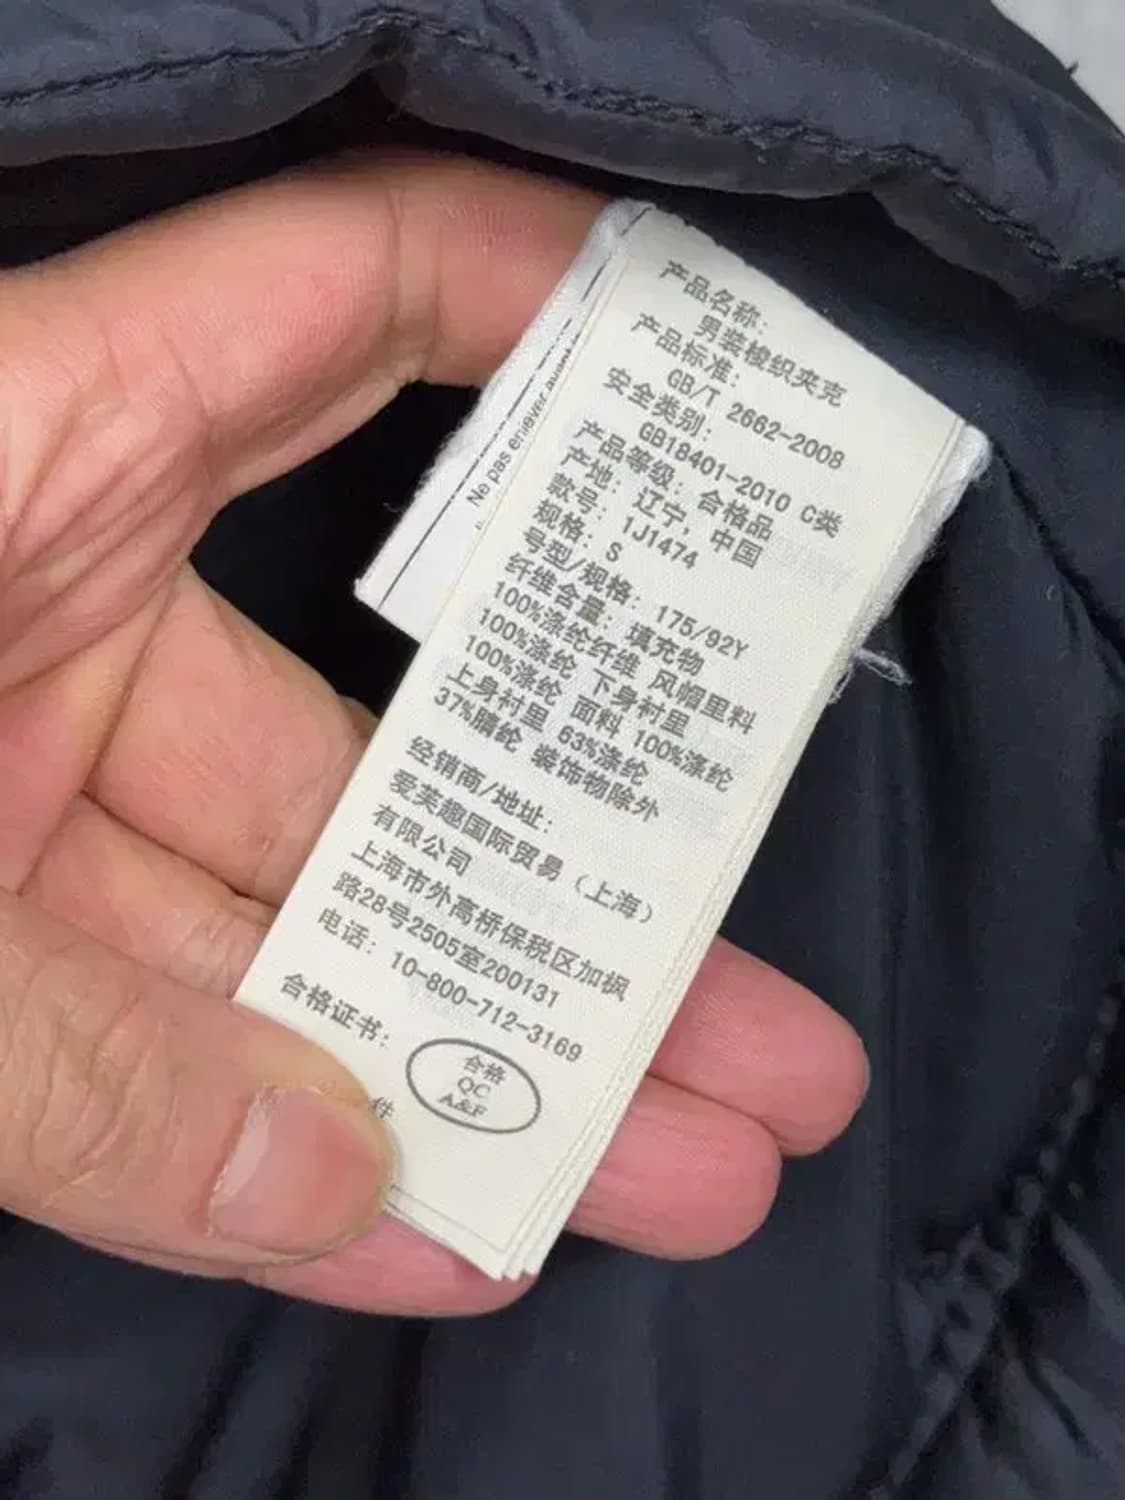 产品名称:
男装梭织夹克
产品标准:
GB/T 2662-2008
安全类别:
GB18401-2010 C类
产品等级: 合格品
产地: 辽宁, 中国
款号: 1J1474
规格: S
号型/规格: 175/92Y
纤维含量: 填充物
100%涤纶纤维 风帽里料
100%涤纶 下身衬里
100%涤纶 面料 100%涤纶
上身衬里 63%涤纶
37%腈纶 装饰物除外
经销商/地址:
爱芙趣国际贸易（上海）
有限公司
上海市外高桥保税区加枫
路28号2505室200131
电话: 10-800-712-3169
合格证书:
合格
QC
A&F
件
Ne pas enlever